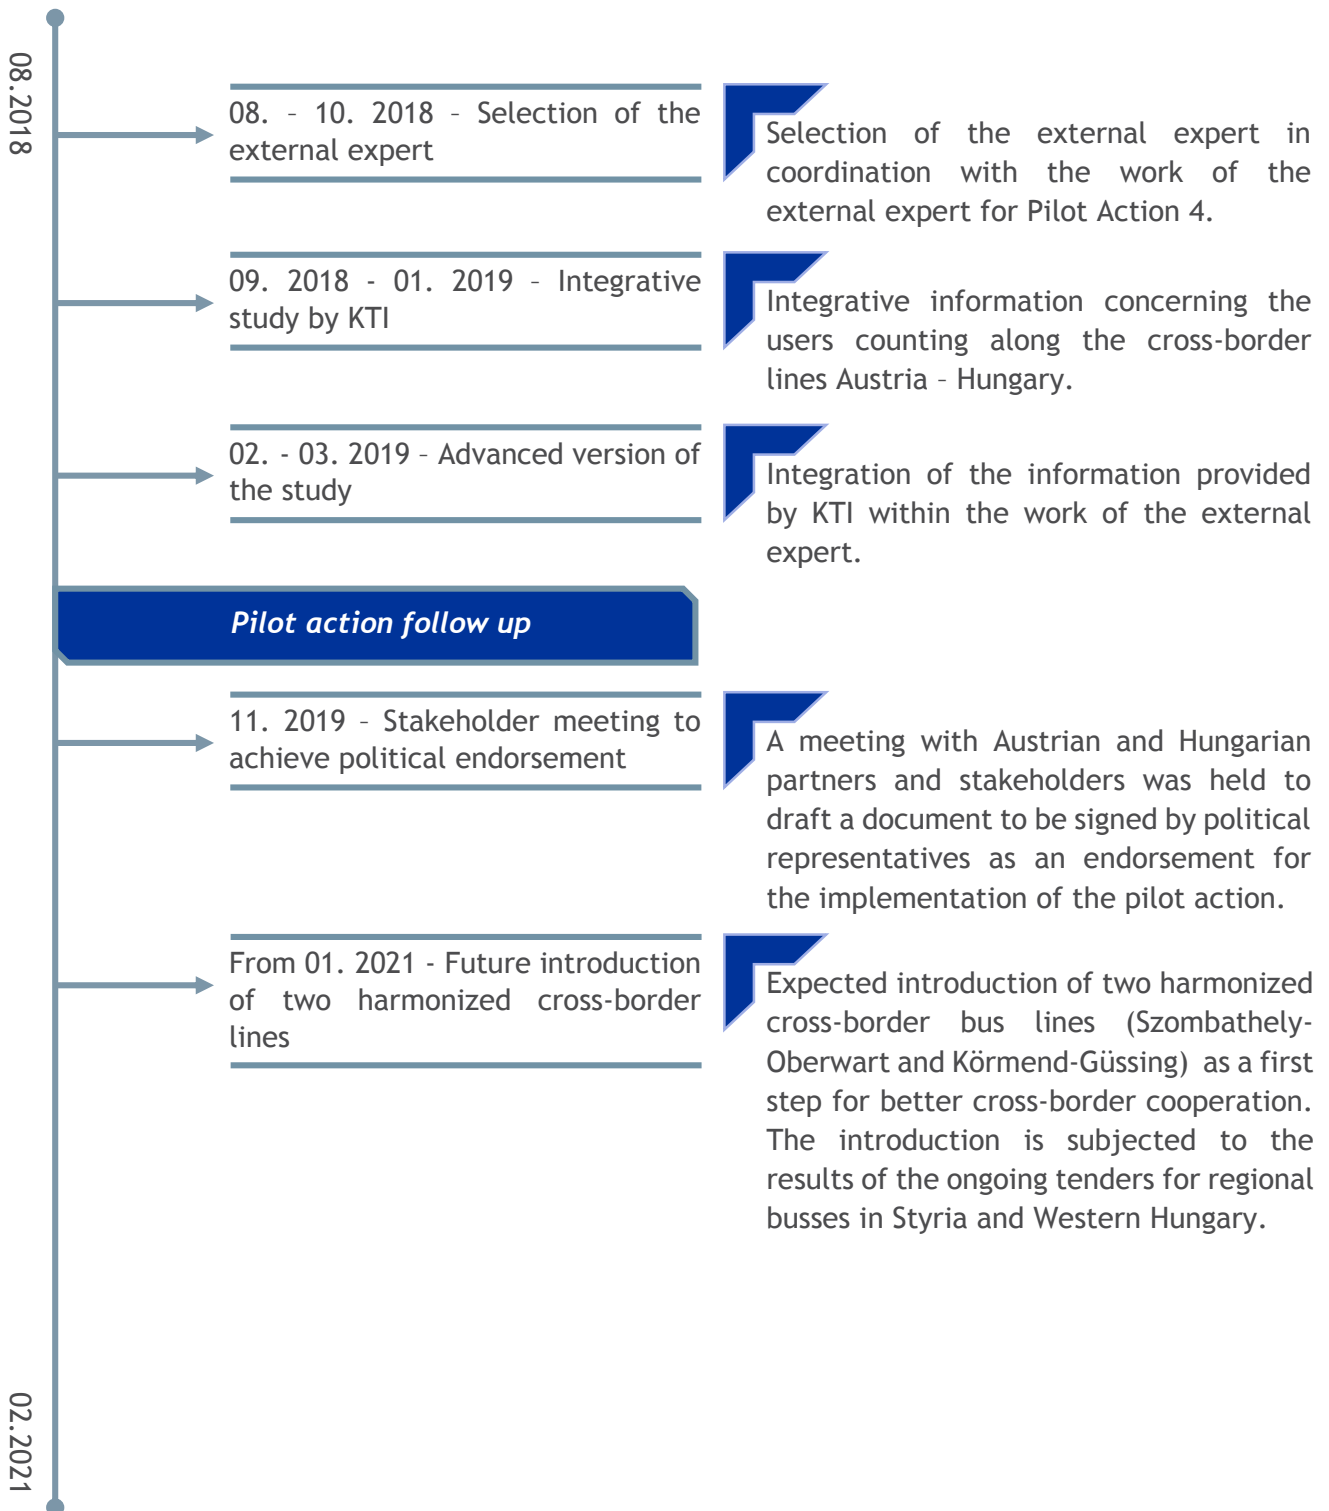 08.2018
08. – 10. 2018 – Selection of the
external expert
Selection of the external expert in
coordination with the work of the
external expert for Pilot Action 4.
09. 2018 - 01. 2019 – Integrative
study by KTI
Integrative information concerning the
users counting along the cross-border
lines Austria – Hungary.
02. - 03. 2019 – Advanced version of
the study
Integration of the information provided
by KTI within the work of the external
expert.
Pilot action follow up
11. 2019 – Stakeholder meeting to
achieve political endorsement
A meeting with Austrian and Hungarian
partners and stakeholders was held to
draft a document to be signed by political
representatives as an endorsement for
the implementation of the pilot action.
From 01. 2021 - Future introduction
of two harmonized cross-border
lines
Expected introduction of two harmonized
cross-border bus lines (Szombathely-
Oberwart and Körmend-Güssing) as a first
step for better cross-border cooperation.
The introduction is subjected to the
results of the ongoing tenders for regional
busses in Styria and Western Hungary.
02.2021